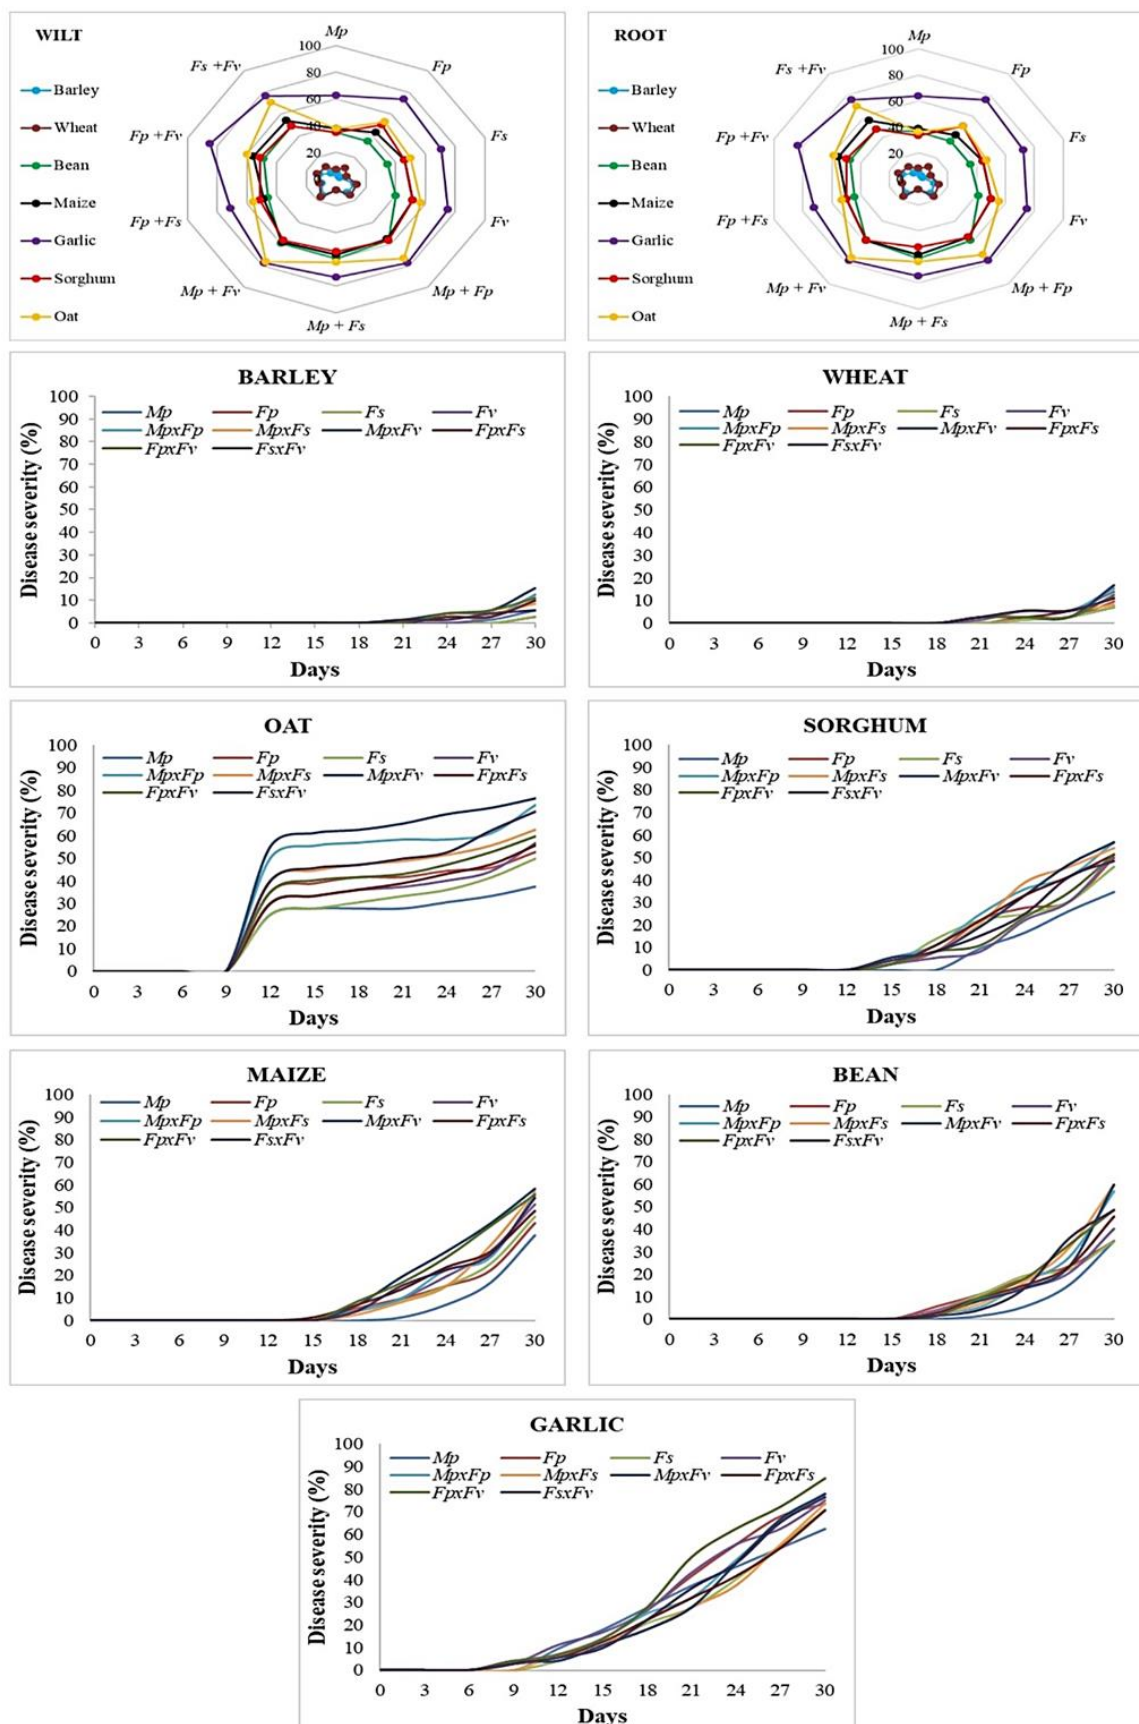 WILT
Mp
Fp
Fs
Fv
Mp + Fp
Mp + Fs
Mp + Fv
Fp +Fs
Fp +Fv
Fs +Fv
100
80
60
40
20
Barley
Wheat
Bean
Maize
Garlic
Sorghum
Oat
ROOT
Mp
Fp
Fs
Fv
Mp + Fp
Mp + Fs
Mp + Fv
Fp +Fs
Fp +Fv
Fs +Fv
100
80
60
40
20
Barley
Wheat
Bean
Maize
Garlic
Sorghum
Oat
BARLEY
Mp Fp Fs Fv
MpxFp MpxFs MpxFv FpxFs
FpxFv FsxFv
Disease severity (%)
100
90
80
70
60
50
40
30
20
10
0
0 3 6 9 12 15 18 21 24 27 30
Days
WHEAT
Mp Fp Fs Fv
MpxFp MpxFs MpxFv FpxFs
FpxFv FsxFv
Disease severity (%)
100
90
80
70
60
50
40
30
20
10
0
0 3 6 9 12 15 18 21 24 27 30
Days
OAT
Mp Fp Fs Fv
MpxFp MpxFs MpxFv FpxFs
FpxFv FsxFv
Disease severity (%)
100
90
80
70
60
50
40
30
20
10
0
0 3 6 9 12 15 18 21 24 27 30
Days
SORGHUM
Mp Fp Fs Fv
MpxFp MpxFs MpxFv FpxFs
FpxFv FsxFv
Disease severity (%)
100
90
80
70
60
50
40
30
20
10
0
0 3 6 9 12 15 18 21 24 27 30
Days
MAIZE
Mp Fp Fs Fv
MpxFp MpxFs MpxFv FpxFs
FpxFv FsxFv
Disease severity (%)
100
90
80
70
60
50
40
30
20
10
0
0 3 6 9 12 15 18 21 24 27 30
Days
BEAN
Mp Fp Fs Fv
MpxFp MpxFs MpxFv FpxFs
FpxFv FsxFv
Disease severity (%)
100
90
80
70
60
50
40
30
20
10
0
0 3 6 9 12 15 18 21 24 27 30
Days
GARLIC
Mp Fp Fs Fv
MpxFp MpxFs MpxFv FpxFs
FpxFv FsxFv
Disease severity (%)
100
90
80
70
60
50
40
30
20
10
0
0 3 6 9 12 15 18 21 24 27 30
Days